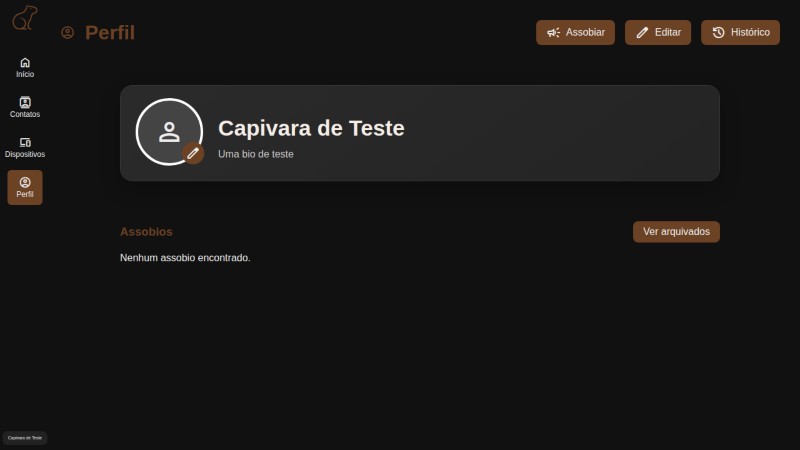 Perfil
Assobiar
Editar
Histórico
Início
Contatos
Dispositivos
Perfil
Capivara de Teste
Uma bio de teste
Assobios
Ver arquivados
Nenhum assobio encontrado.
Capivara de Teste